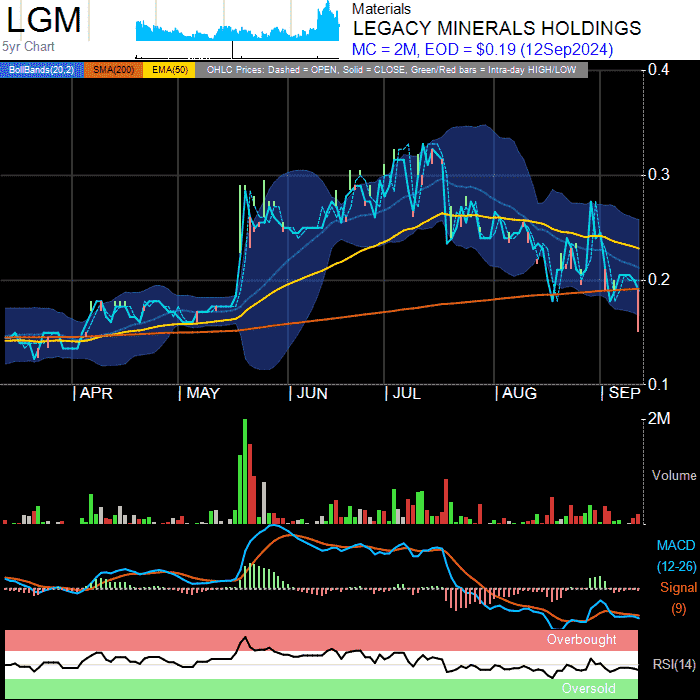 LGM
5yr Chart
Materials
LEGACY MINERALS HOLDINGS
MC = 2M, EOD = $0.19 (12Sep2024)
BollBands(20,2) SMA(200) EMA(50) OHLC Prices: Dashed = OPEN, Solid = CLOSE, Green/Red bars = Intra-day HIGH/LOW
0.4
0.3
0.2
0.1
APR MAY JUN JUL AUG SEP
2M
Volume
MACD
(12-26)
Signal
(9)
Overbought
RSI(14)
Oversold